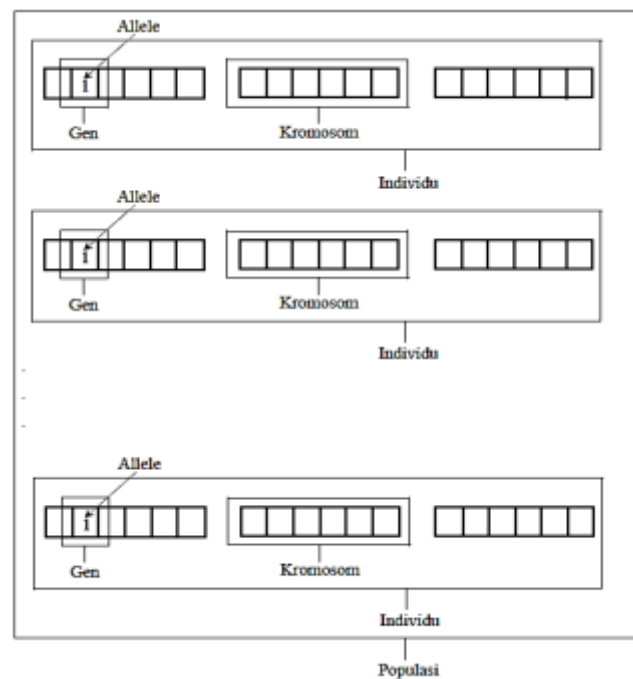 Allele
1
Gen
Kromosom
Individu
Allele
1
Gen
Kromosom
Individu
Allele
1
Gen
Kromosom
Individu
Populasi